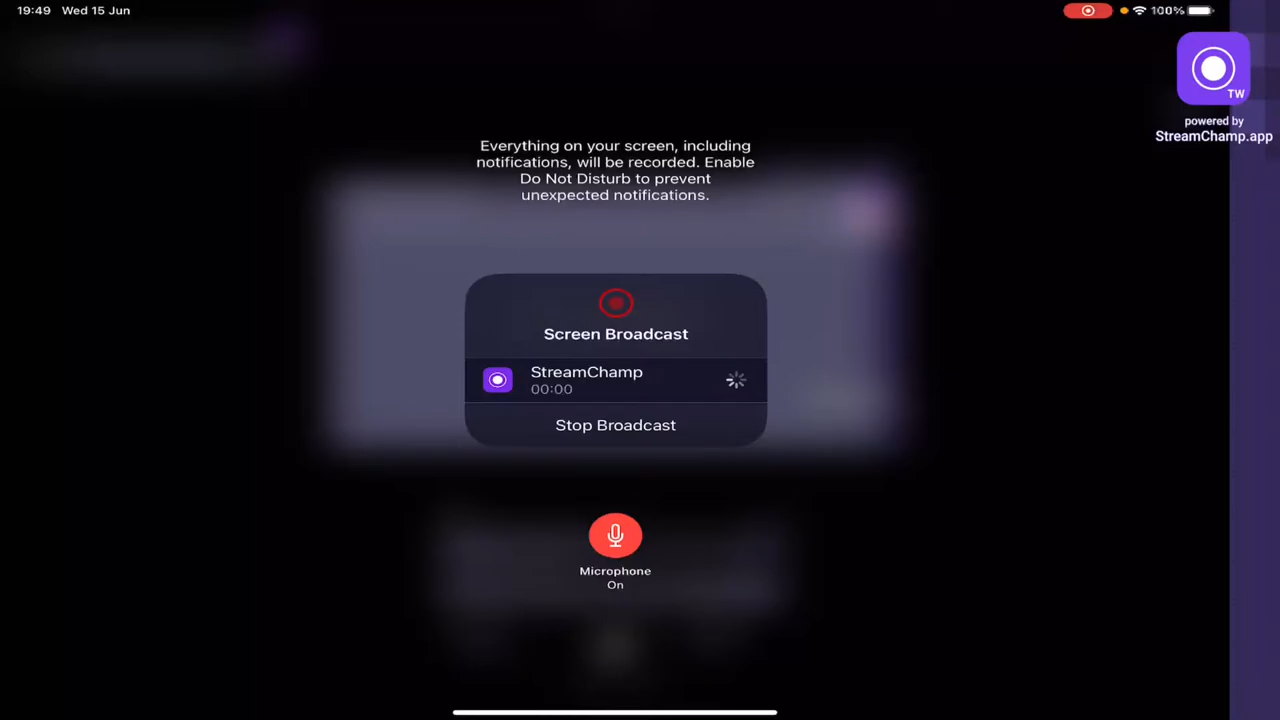 19:49 Wed 15 Jun
100%
TW
powered by
StreamChamp.app
Everything on your screen, including
notifications, will be recorded. Enable
Do Not Disturb to prevent
unexpected notifications.
Screen Broadcast
StreamChamp
00:00
Stop Broadcast
Microphone
On